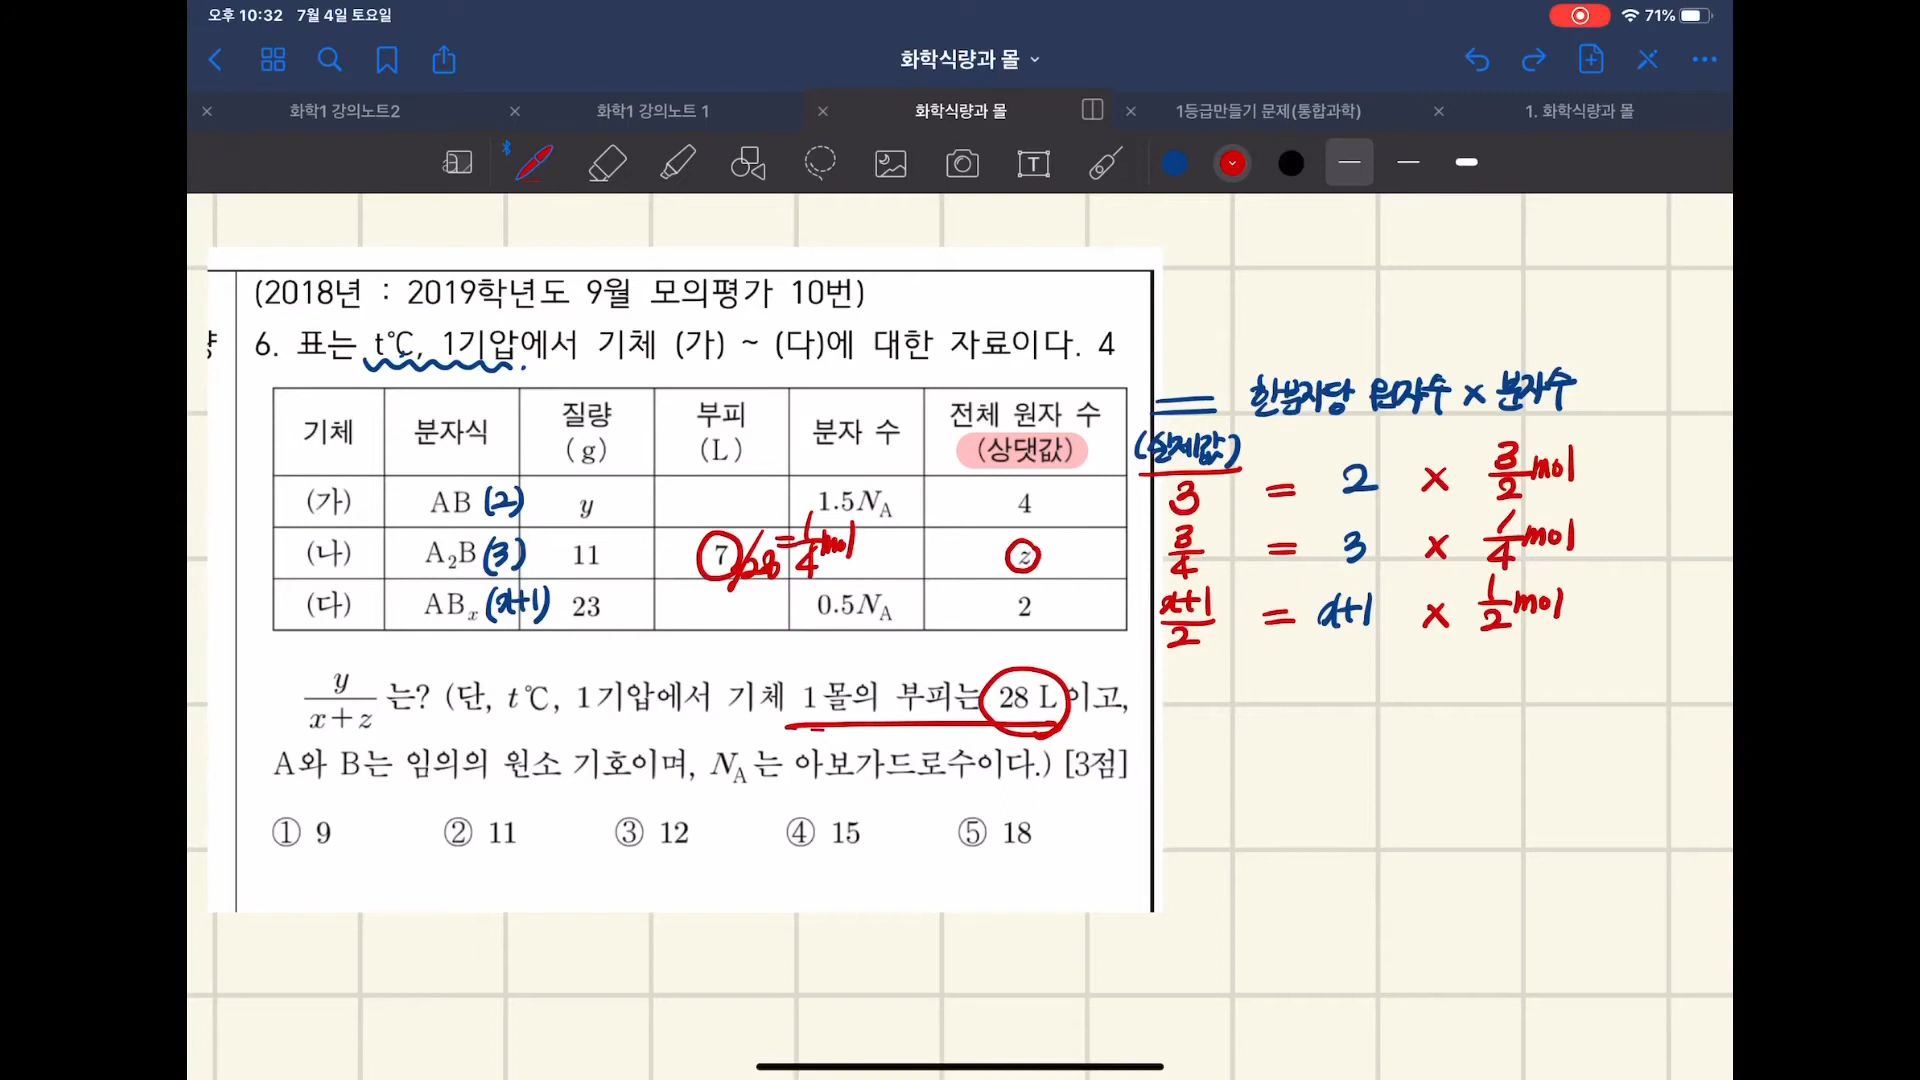 오후 10:32 7월 4일 토요일
71%
화학식량과 몰
화학1 강의노트2
화학1 강의노트 1
화학식량과 몰
1등급만들기 문제(통합과학)
1. 화학식량과 몰
(2018년 : 2019학년도 9월 모의평가 10번)
6. 표는 t℃, 1기압에서 기체 (가) ~ (다)에 대한 자료이다. 4
기체 분자식 질량 (g) 부피 (L) 분자 수 전체 원자 수 (상댓값)
(가) AB (2) y 1.5N_A 4
(나) A₂B (3) 11 7/28 = 1/4 mol z
(다) ABₓ (x+1) 23 0.5N_A 2
= 한분자당 원자수 × 분자수
(실제값)
3 = 2 × 3/2 mol
3/4 = 3 × 1/4 mol
x+1/2 = x+1 × 1/2 mol
y/x+z 는? (단, t℃, 1기압에서 기체 1몰의 부피는 28 L이고,
A와 B는 임의의 원소 기호이며, N_A는 아보가드로수이다.) [3점]
① 9 ② 11 ③ 12 ④ 15 ⑤ 18